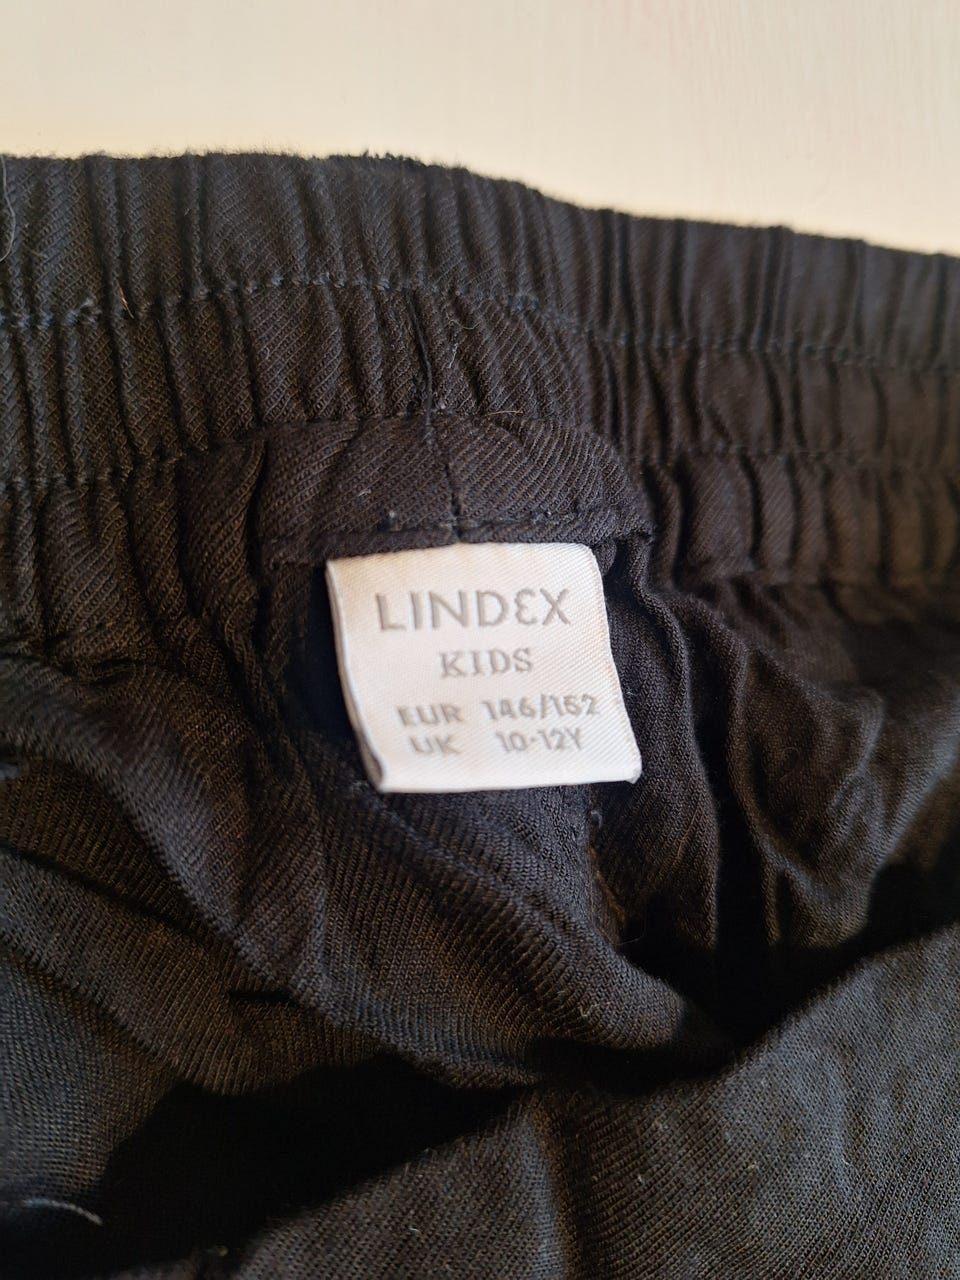 LINDEX
KIDS
EUR 146/152
UK 10-12Y